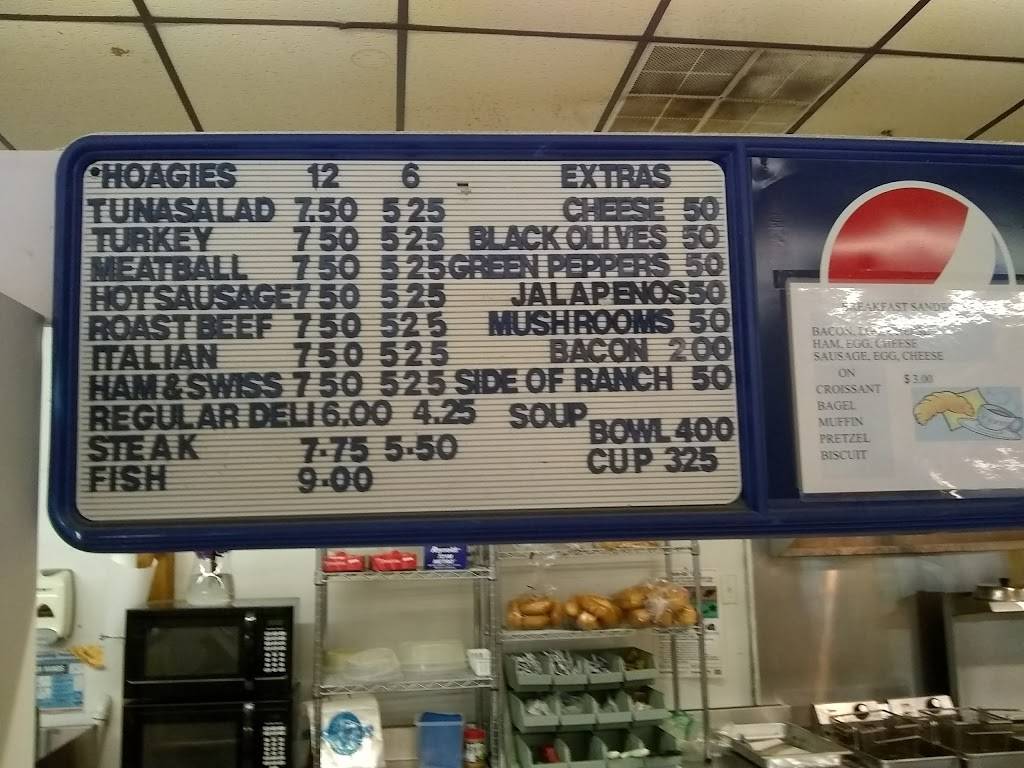 HOAGIES 12 6 EXTRAS
TUNASALAD 7.50 5 25 CHEESE 50
TURKEY 7 50 5 25 BLACK OLIVES 50
MEATBALL 7 50 5 25 GREEN PEPPERS 50
HOT SAUSAGE 7 50 5 25 JALAPENOS 50
ROAST BEEF 7 50 5 25 MUSHROOMS 50
ITALIAN 7 50 5 25 BACON 2 00
HAM & SWISS 7 50 5 25 SIDE OF RANCH 50
REGULAR DELI 6.00 4.25 SOUP
BOWL 4 00
STEAK 7.75 5.50
CUP 3 25
FISH 9.00
BREAKFAST
BACON,
HAM, EGG, CHEESE
SAUSAGE, EGG, CHEESE
ON
CROISSANT $ 3.00
BAGEL
MUFFIN
PRETZEL
BISCUIT